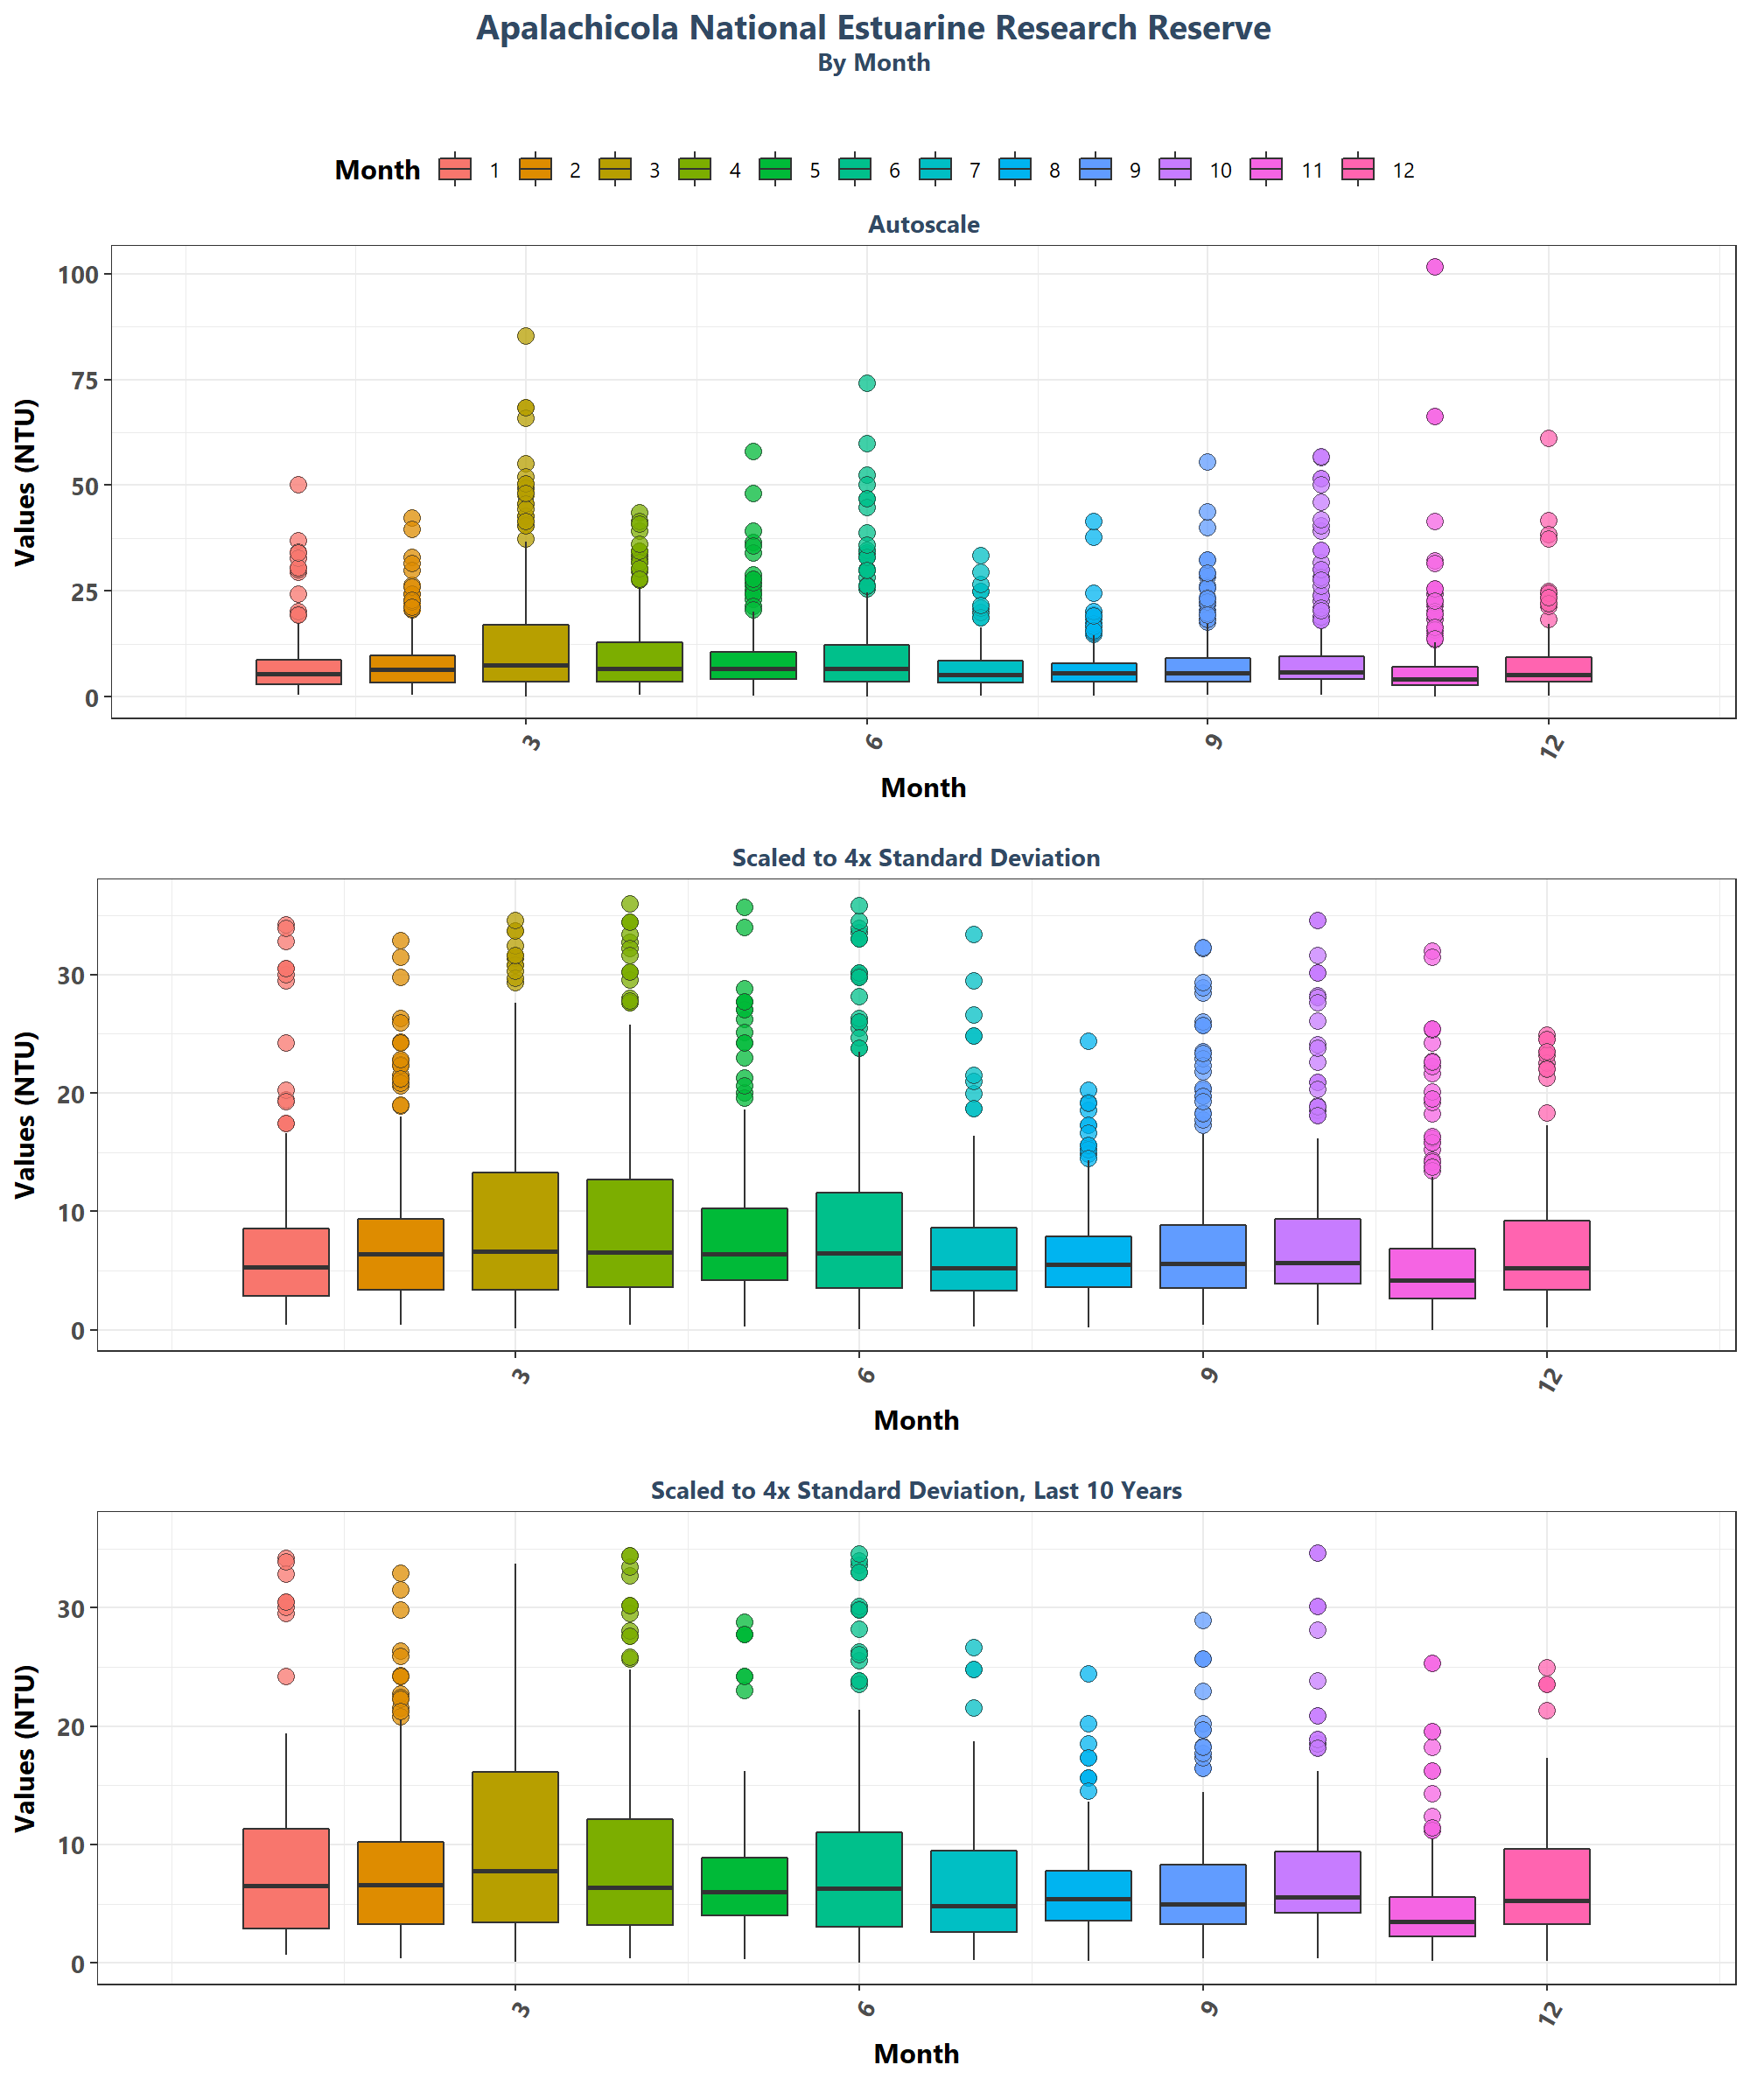 Apalachicola National Estuarine Research Reserve
By Month
Month 1 2 3 4 5 6 7 8 9 10 11 12
Autoscale
Values (NTU)
100
75
50
25
0
3 6 9 12
Month
Scaled to 4x Standard Deviation
Values (NTU)
30
20
10
0
3 6 9 12
Month
Scaled to 4x Standard Deviation, Last 10 Years
Values (NTU)
30
20
10
0
3 6 9 12
Month